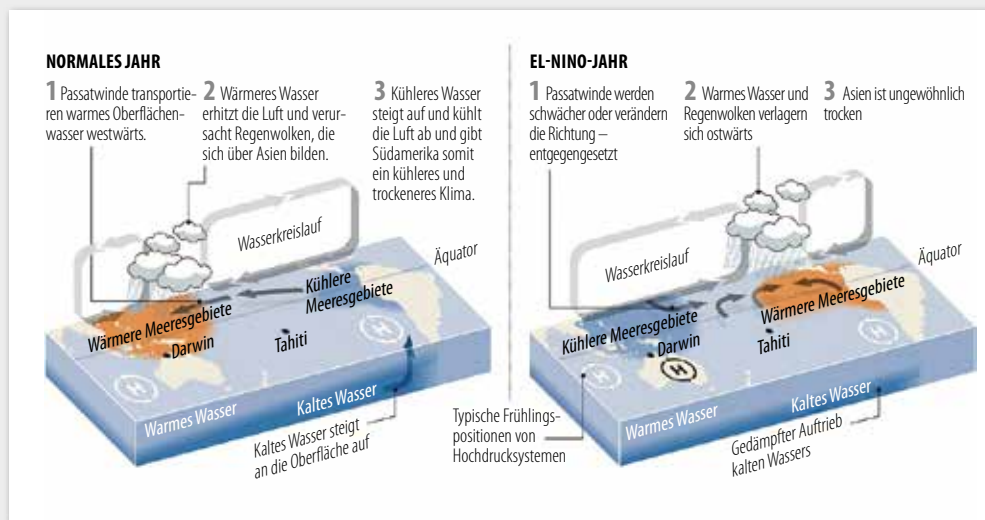 NORMALES JAHR
1 Passatwinde transportie-
ren warmes Oberflächen-
wasser westwärts.
2 Wärmeres Wasser
erhitzt die Luft und verur-
sacht Regenwolken, die
sich über Asien bilden.
3 Kühleres Wasser
steigt auf und kühlt
die Luft ab und gibt
Südamerika somit
ein kühleres und
trockeneres Klima.
Wasserkreislauf
Äquator
Kühlere
Meeresgebiete
Wärmere Meeresgebiete
Darwin
Tahiti
H
H
Warmes Wasser
Kaltes Wasser
Kaltes Wasser steigt
an die Oberfläche auf
EL-NINO-JAHR
1 Passatwinde werden
schwächer oder verändern
die Richtung –
entgegengesetzt
2 Warmes Wasser und
Regenwolken verlagern
sich ostwärts
3 Asien ist ungewöhnlich
trocken
Wasserkreislauf
Äquator
Wärmere Meeresgebiete
Kühlere Meeresgebiete
Darwin
Tahiti
H
H
H
Warmes Wasser
Kaltes Wasser
Typische Frühlings-
positionen von
Hochdrucksystemen
Gedämpfter Auftrieb
kalten Wassers